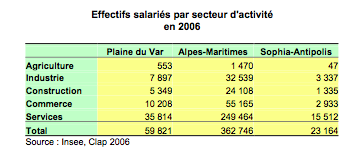 Effectifs salariés par secteur d'activité
en 2006
Plaine du Var Alpes-Maritimes Sophia-Antipolis
Agriculture 553 1 470 47
Industrie 7 897 32 539 3 337
Construction 5 349 24 108 1 335
Commerce 10 208 55 165 2 933
Services 35 814 249 464 15 512
Total 59 821 362 746 23 164
Source : Insee, Clap 2006